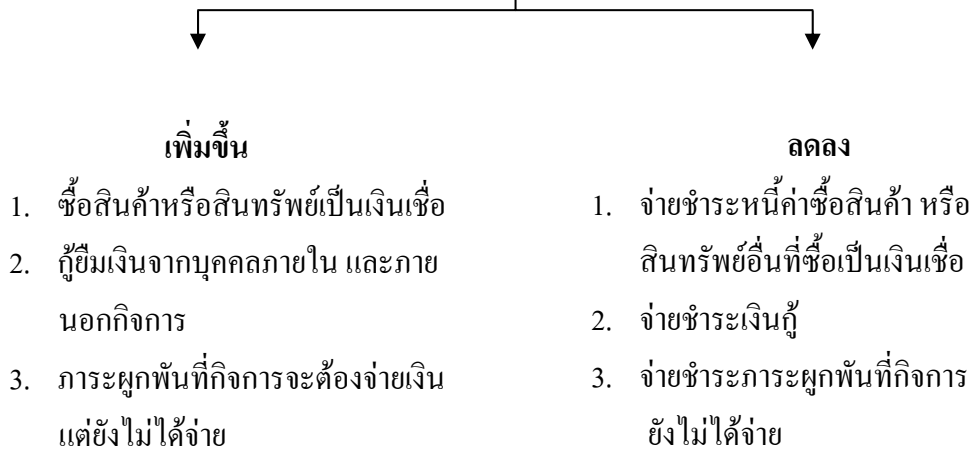 เพิ่มขึ้น
1. ซื้อสินค้าหรือสินทรัพย์เป็นเงินเชื่อ
2. กู้ยืมเงินจากบุคคลภายใน และภาย
นอกกิจการ
3. ภาระผูกพันที่กิจการจะต้องจ่ายเงิน
แต่ยังไม่ได้จ่าย
ลดลง
1. จ่ายชำระหนี้ค่าซื้อสินค้า หรือ
สินทรัพย์อื่นที่ซื้อเป็นเงินเชื่อ
2. จ่ายชำระเงินกู้
3. จ่ายชำระภาระผูกพันที่กิจการ
ยังไม่ได้จ่าย